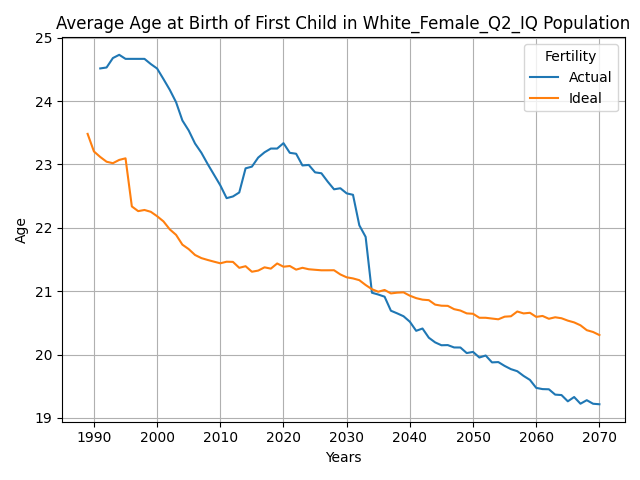 Average Age at Birth of First Child in White_Female_Q2_IQ Population
Fertility
Actual
Ideal
Age
25
24
23
22
21
20
19
1990 2000 2010 2020 2030 2040 2050 2060 2070
Years